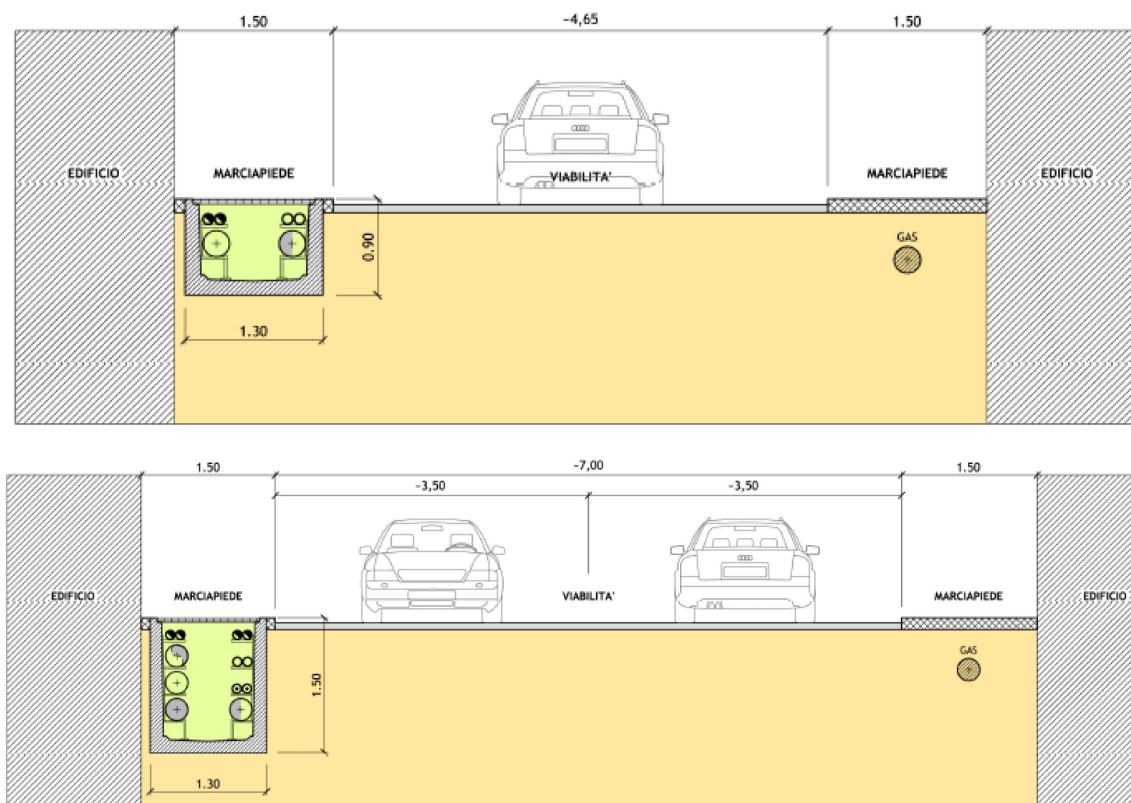 1.50 ~4,65 1.50
EDIFICIO MARCIAPIEDE VIABILITA' MARCIAPIEDE EDIFICIO
GAS
0.90
1.30
1.50 ~7,00 1.50
~3,50 ~3,50
EDIFICIO MARCIAPIEDE VIABILITA' MARCIAPIEDE EDIFICIO
GAS
1.50
1.30